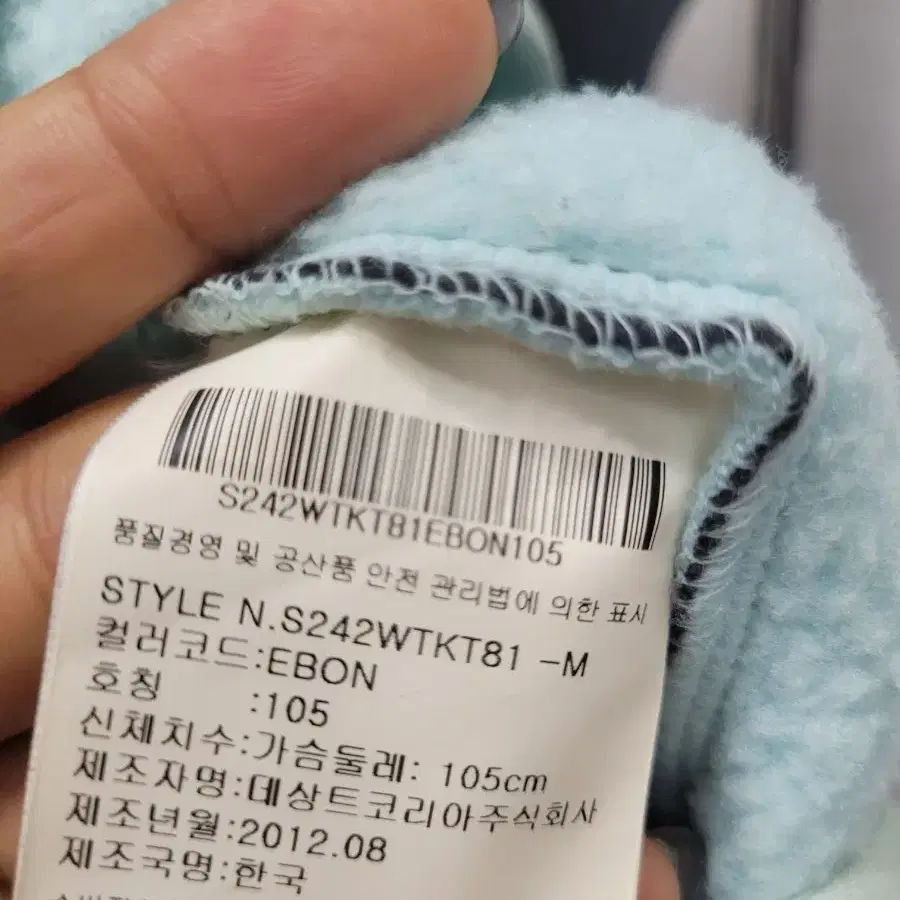 S242WTKT81EBON105
품질경영 및 공산품 안전 관리법에 의한 표시
STYLE N.S242WTKT81 -M
컬러코드:EBON
호칭 :105
신체치수:가슴둘레: 105cm
제조자명:데상트코리아주식회사
제조년월:2012.08
제조국명:한국